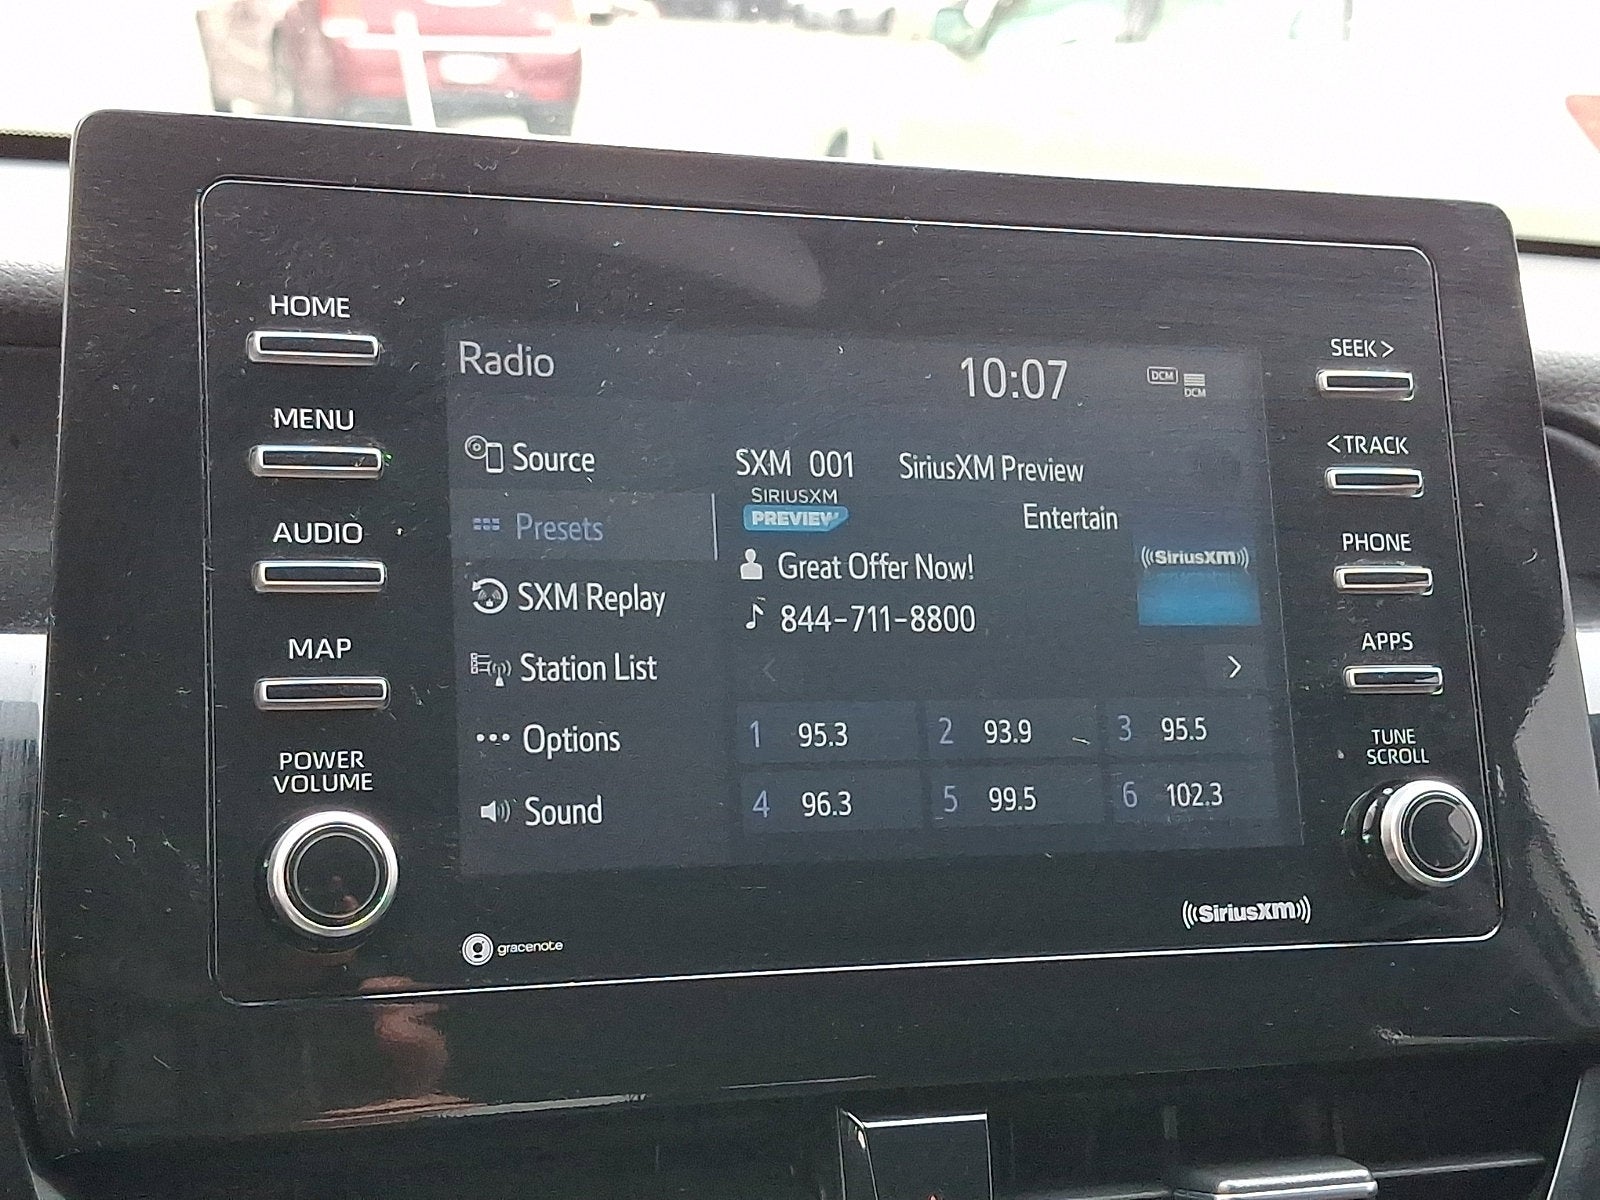 HOME
MENU
AUDIO
MAP
POWER
VOLUME
Radio
10:07
DCM
DCM
Source
Presets
SXM Replay
Station List
Options
Sound
SXM 001 SiriusXM Preview
SIRIUSXM
PREVIEW
Entertain
Great Offer Now!
844-711-8800
((SiriusXM))
1 95.3
2 93.9
3 95.5
4 96.3
5 99.5
6 102.3
SEEK >
< TRACK
PHONE
APPS
TUNE
SCROLL
gracenote
((SiriusXM))